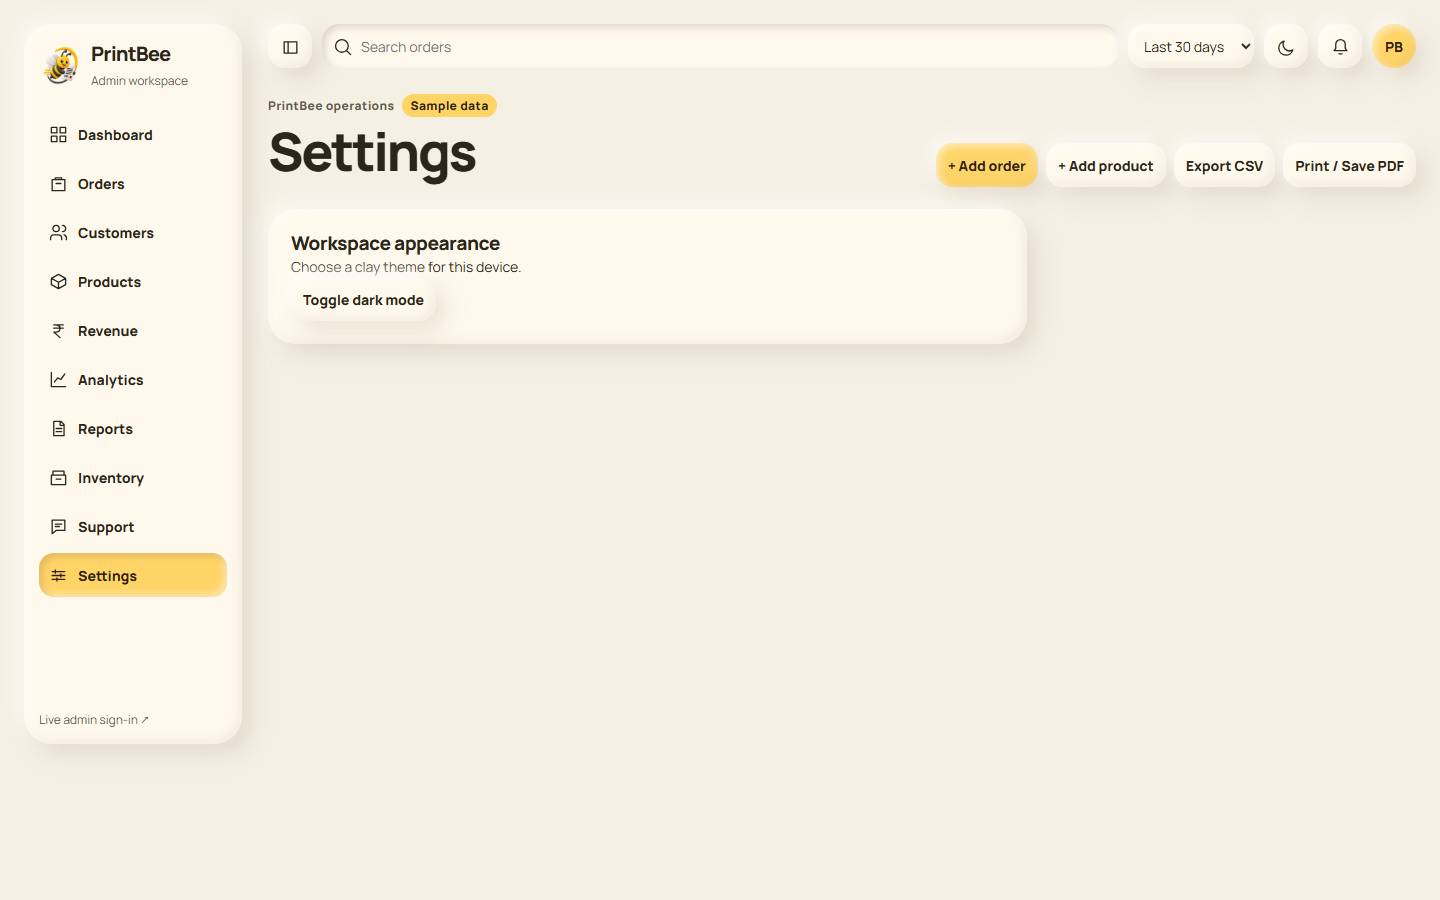 PrintBee
Admin workspace
Dashboard
Orders
Customers
Products
Revenue
Analytics
Reports
Inventory
Support
Settings
Live admin sign-in ↗
Search orders
Last 30 days
PB
PrintBee operations
Sample data
Settings
+ Add order
+ Add product
Export CSV
Print / Save PDF
Workspace appearance
Choose a clay theme for this device.
Toggle dark mode